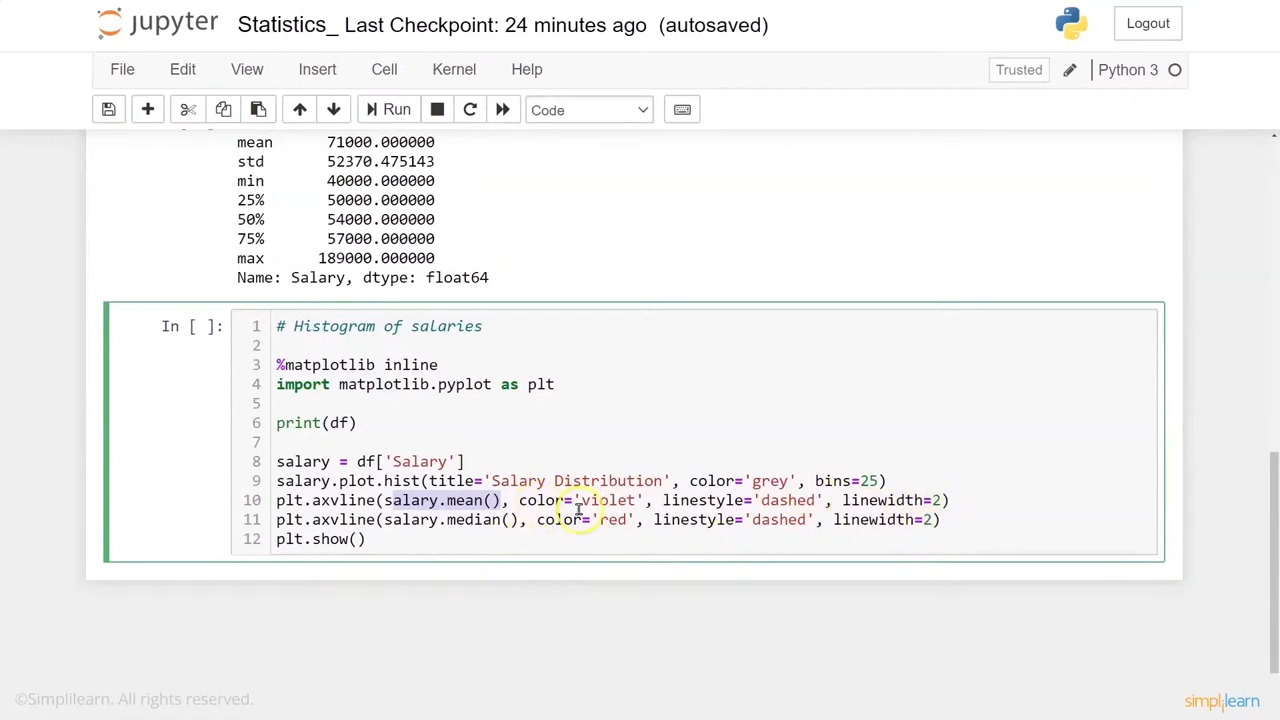 jupyter Statistics_ Last Checkpoint: 24 minutes ago (autosaved) Logout
File Edit View Insert Cell Kernel Help Trusted Python 3
Run Code
mean 71000.000000
std 52370.475143
min 40000.000000
25% 50000.000000
50% 54000.000000
75% 57000.000000
max 189000.000000
Name: Salary, dtype: float64
In [ ]: 1 # Histogram of salaries
2
3 %matplotlib inline
4 import matplotlib.pyplot as plt
5
6 print(df)
7
8 salary = df['Salary']
9 salary.plot.hist(title='Salary Distribution', color='grey', bins=25)
10 plt.axvline(salary.mean(), color='violet', linestyle='dashed', linewidth=2)
11 plt.axvline(salary.median(), color='red', linestyle='dashed', linewidth=2)
12 plt.show()
©Simplilearn. All rights reserved. simplilearn